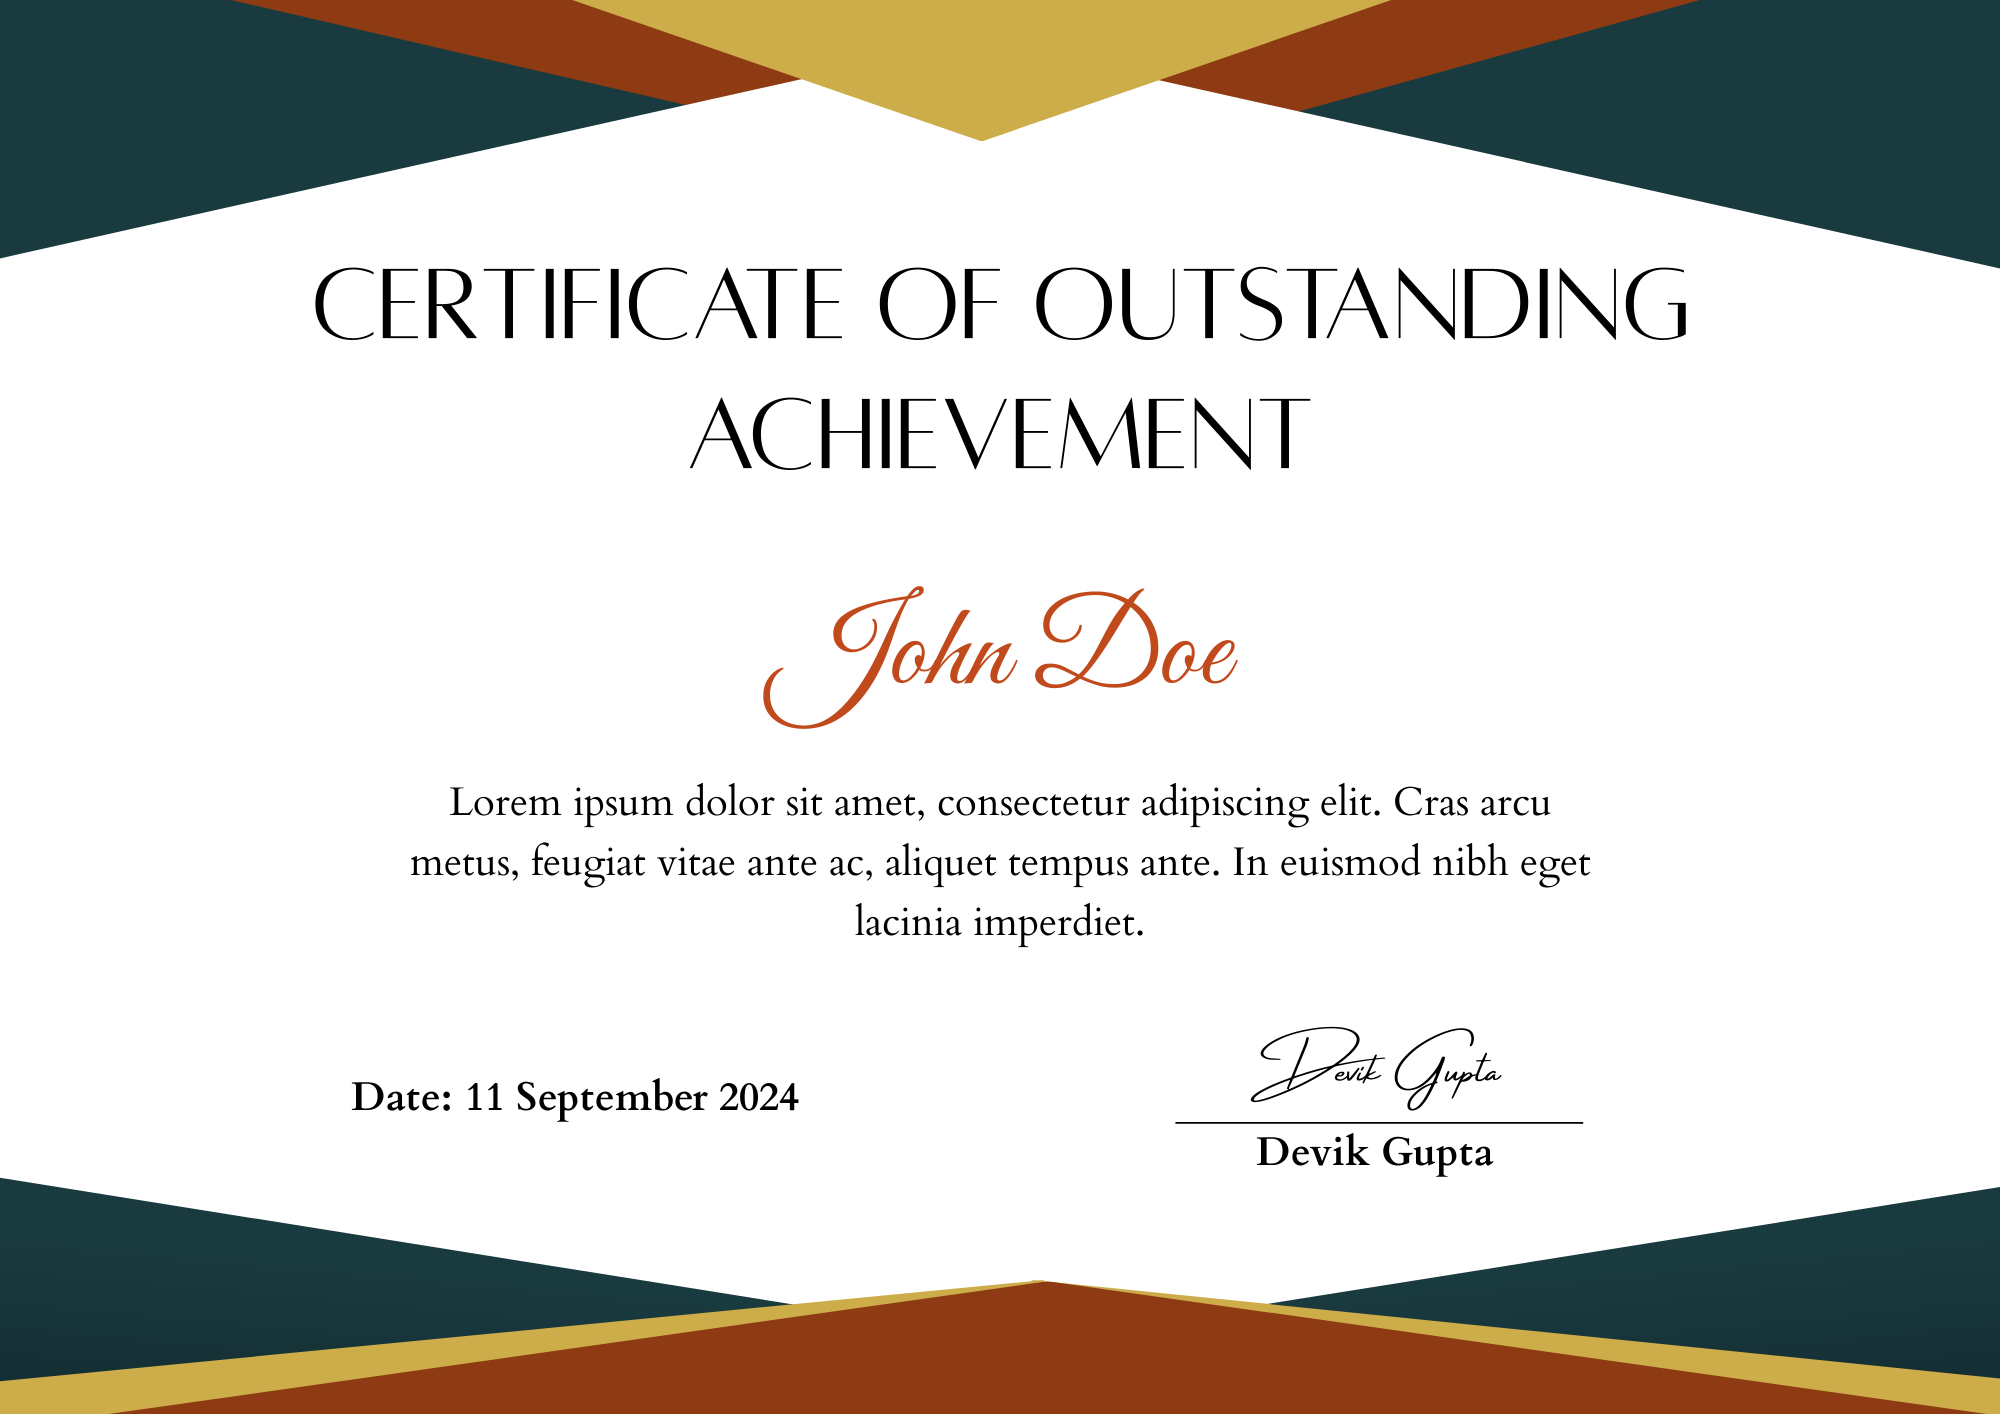 CERTIFICATE OF OUTSTANDING
ACHIEVEMENT
John Doe
Lorem ipsum dolor sit amet, consectetur adipiscing elit. Cras arcu
metus, feugiat vitae ante ac, aliquet tempus ante. In euismod nibh eget
lacinia imperdiet.
Devik Gupta
Date: 11 September 2024
Devik Gupta